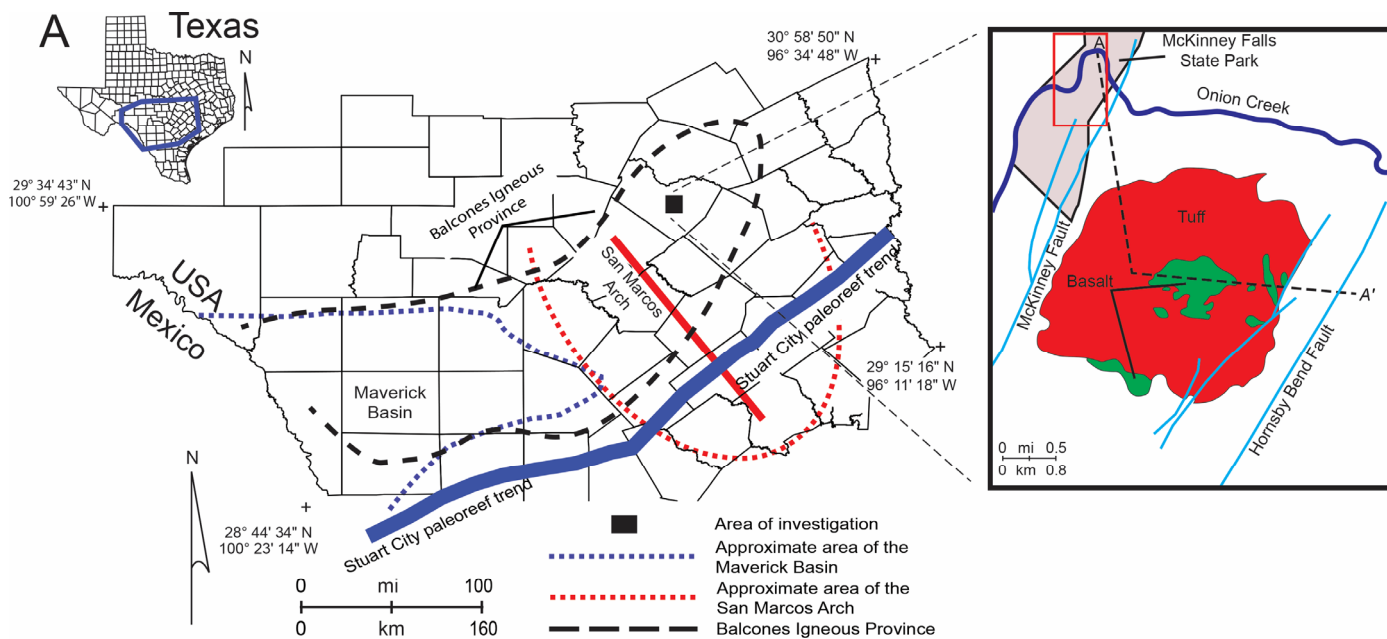 A
Texas
N
30° 58' 50" N
96° 34' 48" W
29° 34' 43" N
100° 59' 26" W
Balcones Igneous
Province
USA
Mexico
San Marcos
Arch
Stuart City paleoreef trend
Maverick
Basin
29° 15' 16" N
96° 11' 18" W
N
28° 44' 34" N
100° 23' 14" W
Stuart City paleoreef trend
0 mi 100
0 km 160
Area of investigation
Approximate area of the
Maverick Basin
Approximate area of the
San Marcos Arch
Balcones Igneous Province
A
McKinney Falls
State Park
Onion Creek
Tuff
Basalt
McKinney Fault
A'
Hornsby Bend Fault
0 mi 0.5
0 km 0.8